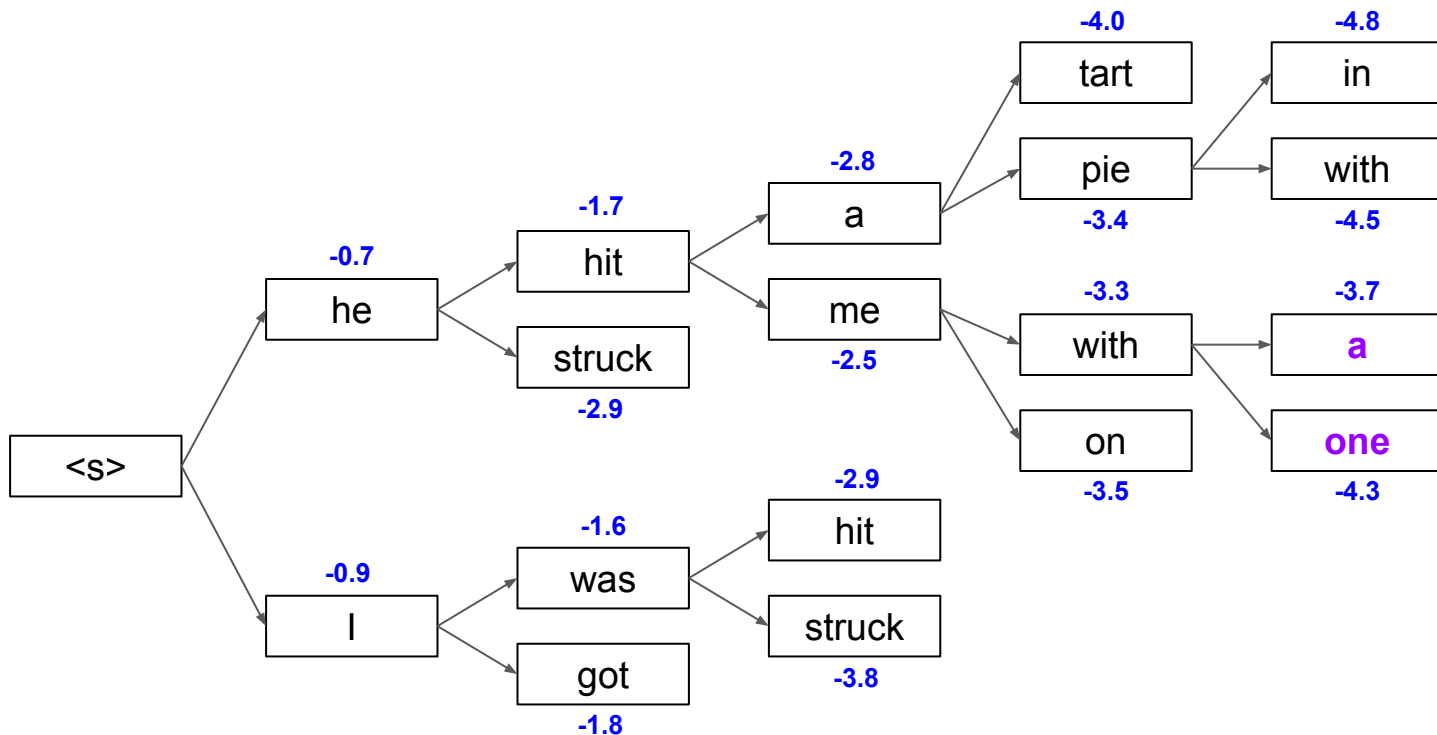 -4.0
-4.8
tart
in
-2.8
pie
with
-1.7
a
-3.4
-4.5
-0.7
hit
-3.3
-3.7
he
me
with
a
struck
-2.5
-2.9
on
one
<s>
-2.9
-3.5
-4.3
-1.6
hit
-0.9
was
I
struck
got
-3.8
-1.8